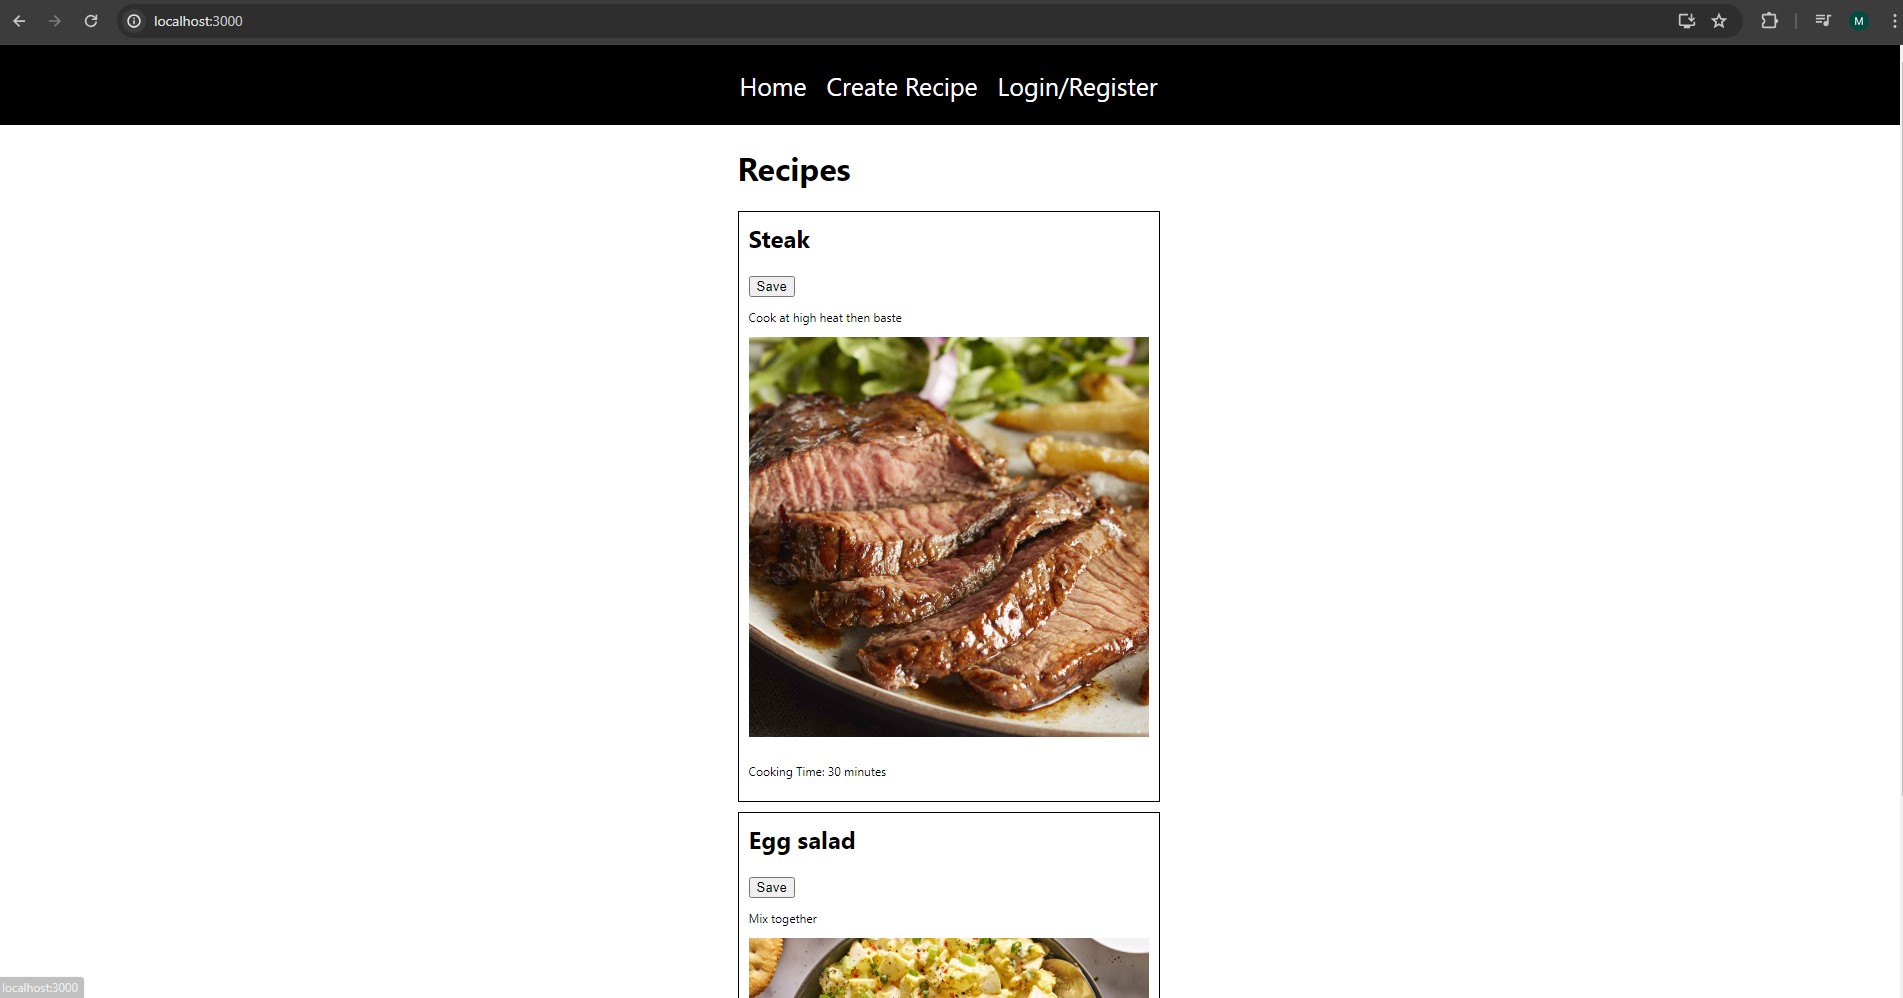 localhost:3000
M
Home Create Recipe Login/Register
Recipes
Steak
Save
Cook at high heat then baste
Cooking Time: 30 minutes
Egg salad
Save
Mix together
localhost:3000